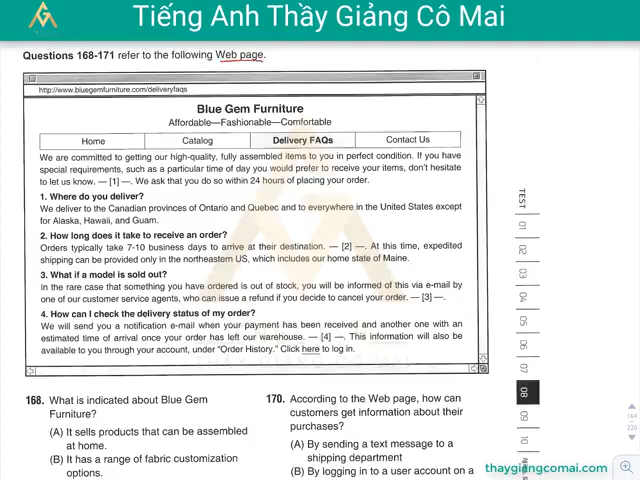 Tiếng Anh Thầy Giảng Cô Mai
Questions 168-171 refer to the following Web page.
http://www.bluegemfurniture.com/deliveryfaqs
Blue Gem Furniture
Affordable—Fashionable—Comfortable
Home Catalog Delivery FAQs Contact Us
We are committed to getting our high-quality, fully assembled items to you in perfect condition. If you have
special requirements, such as a particular time of day you would prefer to receive your items, don't hesitate
to let us know. — [1] —. We ask that you do so within 24 hours of placing your order.
1. Where do you deliver?
We deliver to the Canadian provinces of Ontario and Quebec and to everywhere in the United States except
for Alaska, Hawaii, and Guam.
2. How long does it take to receive an order?
Orders typically take 7-10 business days to arrive at their destination. — [2] —. At this time, expedited
shipping can be provided only in the northeastern US, which includes our home state of Maine.
3. What if a model is sold out?
In the rare case that something you have ordered is out of stock, you will be informed of this via e-mail by
one of our customer service agents, who can issue a refund if you decide to cancel your order. — [3] —.
4. How can I check the delivery status of my order?
We will send you a notification e-mail when your payment has been received and another one with an
estimated time of arrival once your order has left our warehouse. — [4] —. This information will also be
available to you through your account, under "Order History." Click here to log in.
THẦY GIẢNG CÔ MAI
168. What is indicated about Blue Gem
Furniture?
(A) It sells products that can be assembled
at home.
(B) It has a range of fabric customization
options.
170. According to the Web page, how can
customers get information about their
purchases?
(A) By sending a text message to a
shipping department
(B) By logging in to a user account on a
TEST
01
02
03
04
05
06
07
08
09
10
164
220
thaygiangcomai.com